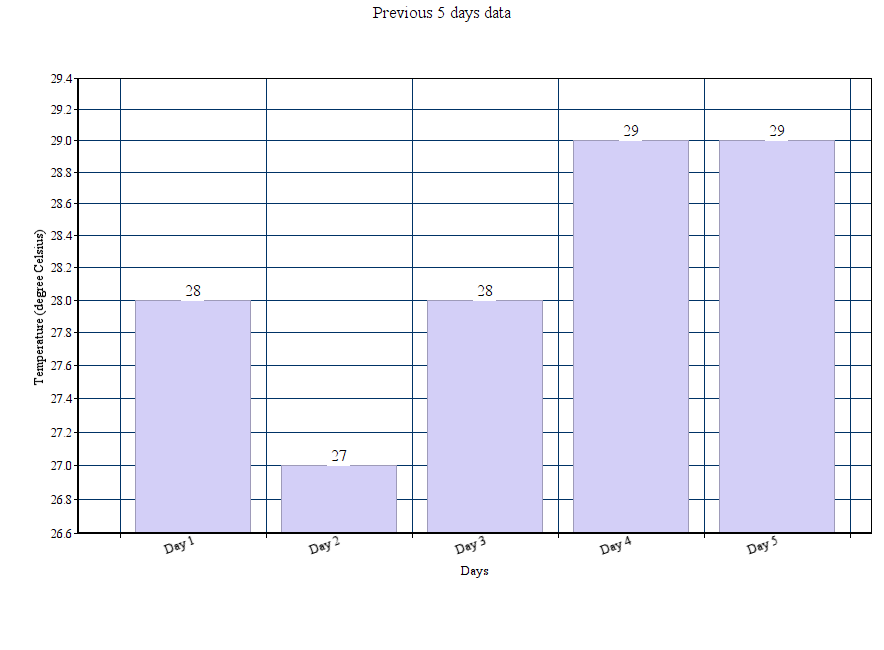 Previous 5 days data
29.4
29.2
29.0
28.8
28.6
28.4
28.2
28.0
27.8
27.6
27.4
27.2
27.0
26.8
26.6
Temperature (degree Celsius)
28
27
28
29
29
Day 1
Day 2
Day 3
Day 4
Day 5
Days